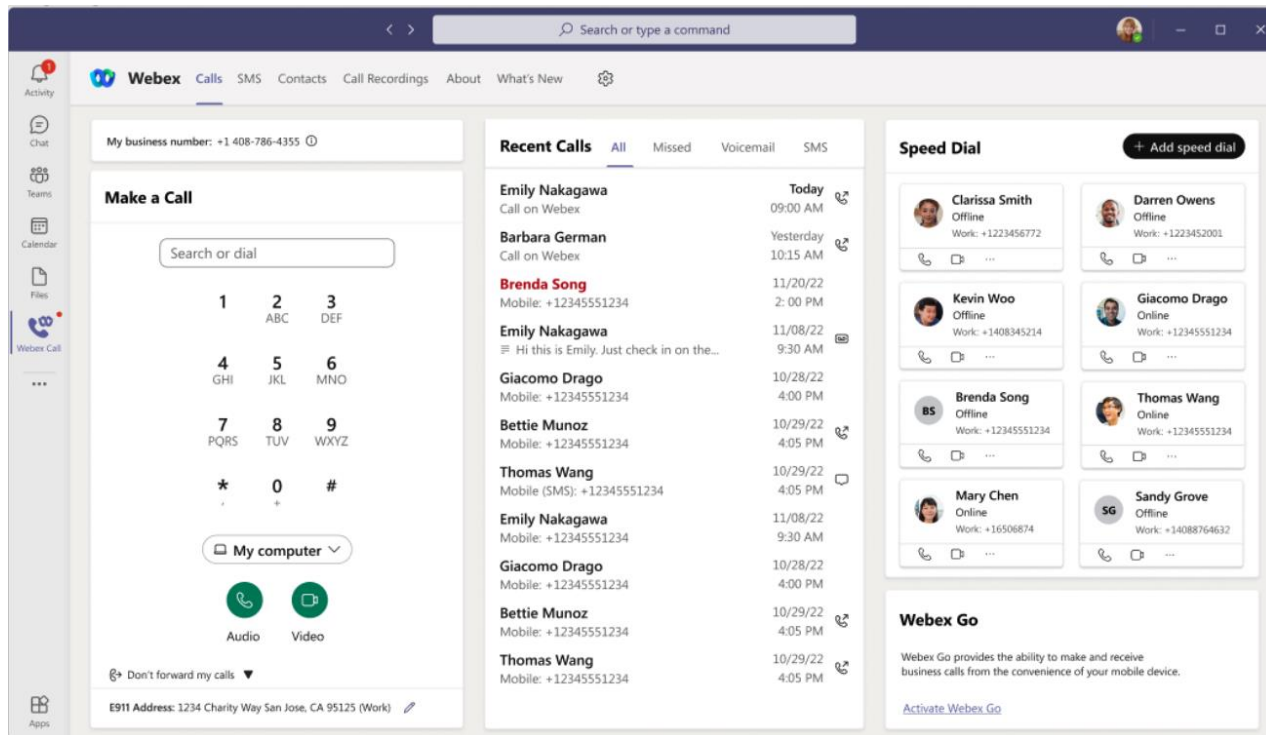 Search or type a command
1
Activity
Chat
Teams
Calendar
Files
Webex Call
Apps
Webex
Calls
SMS
Contacts
Call Recordings
About
What's New
My business number: +1 408-786-4355
Make a Call
Search or dial
1
2
ABC
3
DEF
4
GHI
5
JKL
6
MNO
7
PQRS
8
TUV
9
WXYZ
*
,
0
+
#
My computer
Audio
Video
Don't forward my calls
E911 Address: 1234 Charity Way San Jose, CA 95125 (Work)
Recent Calls
All
Missed
Voicemail
SMS
Emily Nakagawa
Call on Webex
Today
09:00 AM
Barbara German
Call on Webex
Yesterday
10:15 AM
Brenda Song
Mobile: +12345551234
11/20/22
2: 00 PM
Emily Nakagawa
Hi this is Emily. Just check in on the...
11/08/22
9:30 AM
Giacomo Drago
Mobile: +12345551234
10/28/22
4:00 PM
Bettie Munoz
Mobile: +12345551234
10/29/22
4:05 PM
Thomas Wang
Mobile (SMS): +12345551234
10/29/22
4:05 PM
Emily Nakagawa
Mobile: +12345551234
11/08/22
9:30 AM
Giacomo Drago
Mobile: +12345551234
10/28/22
4:00 PM
Bettie Munoz
Mobile: +12345551234
10/29/22
4:05 PM
Thomas Wang
Mobile: +12345551234
10/29/22
4:05 PM
Speed Dial
+ Add speed dial
Clarissa Smith
Offline
Work: +1223456772
Darren Owens
Offline
Work: +1223452001
Kevin Woo
Offline
Work: +1408345214
Giacomo Drago
Online
Work: +12345551234
BS
Brenda Song
Offline
Work: +12345551234
Thomas Wang
Online
Work: +12345551234
Mary Chen
Online
Work: +16506874
SG
Sandy Grove
Offline
Work: +14088764632
Webex Go
Webex Go provides the ability to make and receive
business calls from the convenience of your mobile device.
Activate Webex Go